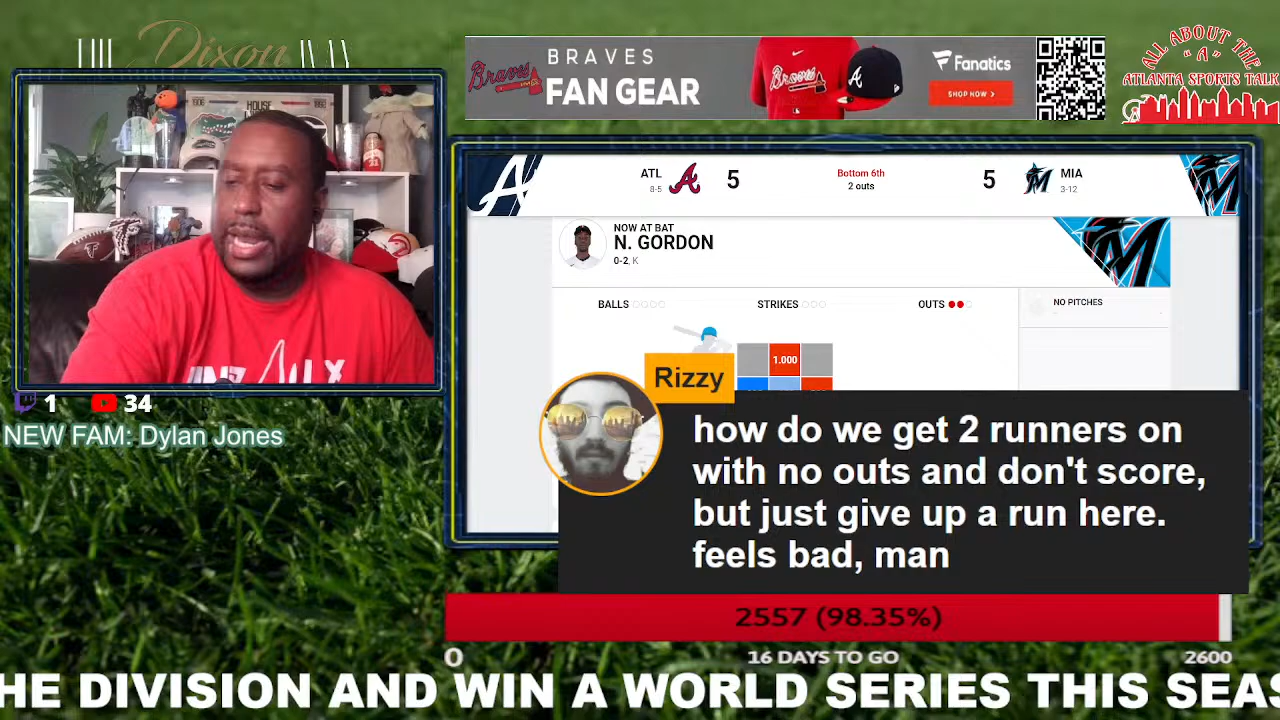 Dixon
BRAVES
FAN GEAR
Braves
Braves
Fanatics
SHOP NOW >
ALL ABOUT THE
"A"
ATLANTA SPORTS TALK
HOUSE
ATL
8-5
5
Bottom 6th
2 outs
5
MIA
3-12
NOW AT BAT
N. GORDON
0-2, K
BALLS
STRIKES
OUTS
NO PITCHES
1.000
Rizzy
how do we get 2 runners on
with no outs and don't score,
but just give up a run here.
feels bad, man
1
34
NEW FAM: Dylan Jones
2557 (98.35%)
0
16 DAYS TO GO
2600
HE DIVISION AND WIN A WORLD SERIES THIS SEAS